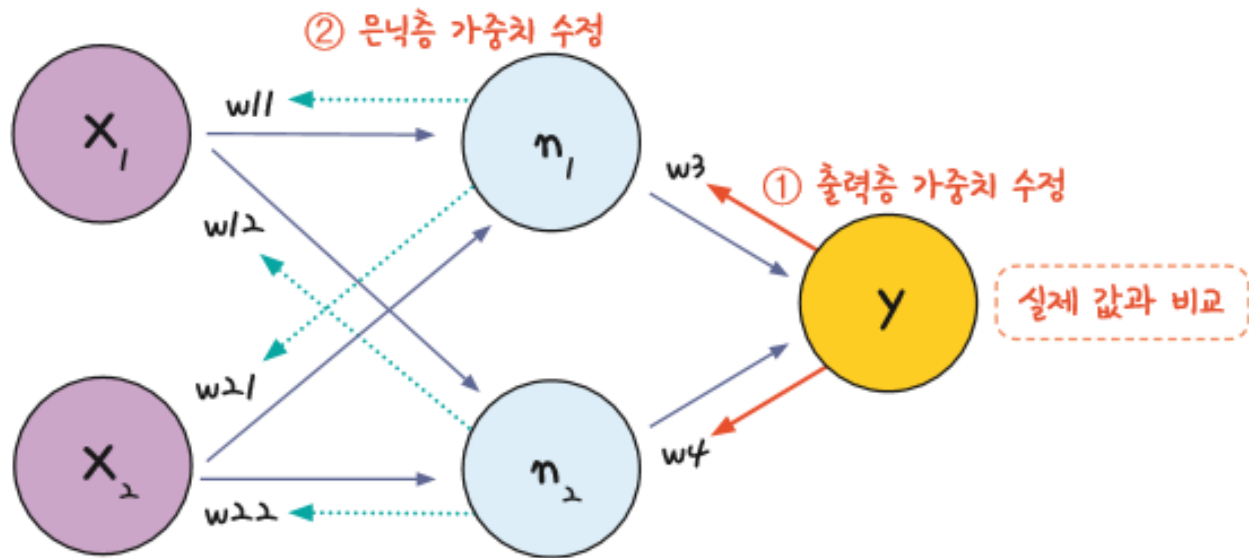 ② 은닉층 가중치 수정
w11
x₁
n₁
w3
① 출력층 가중치 수정
w12
y
실제 값과 비교
w21
x₂
n₂
w4
w22